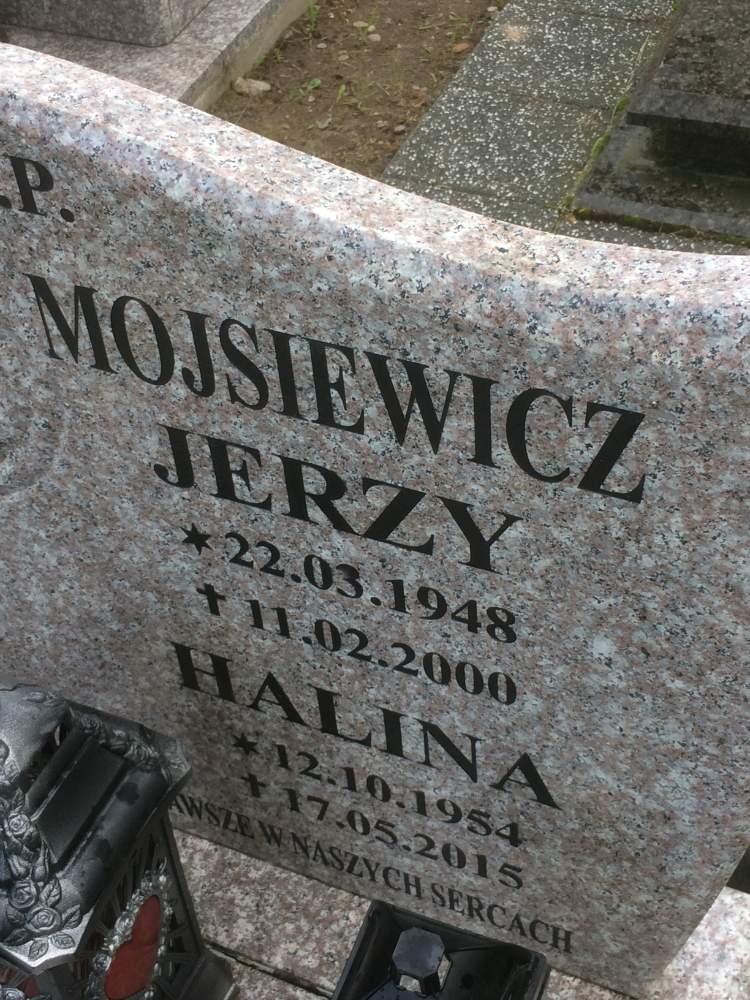 .P.
MOJSIEWICZ
JERZY
✶ 22.03.1948
✝ 11.02.2000
HALINA
✶ 12.10.1954
✝ 17.05.2015
AWSZE W NASZYCH SERCACH